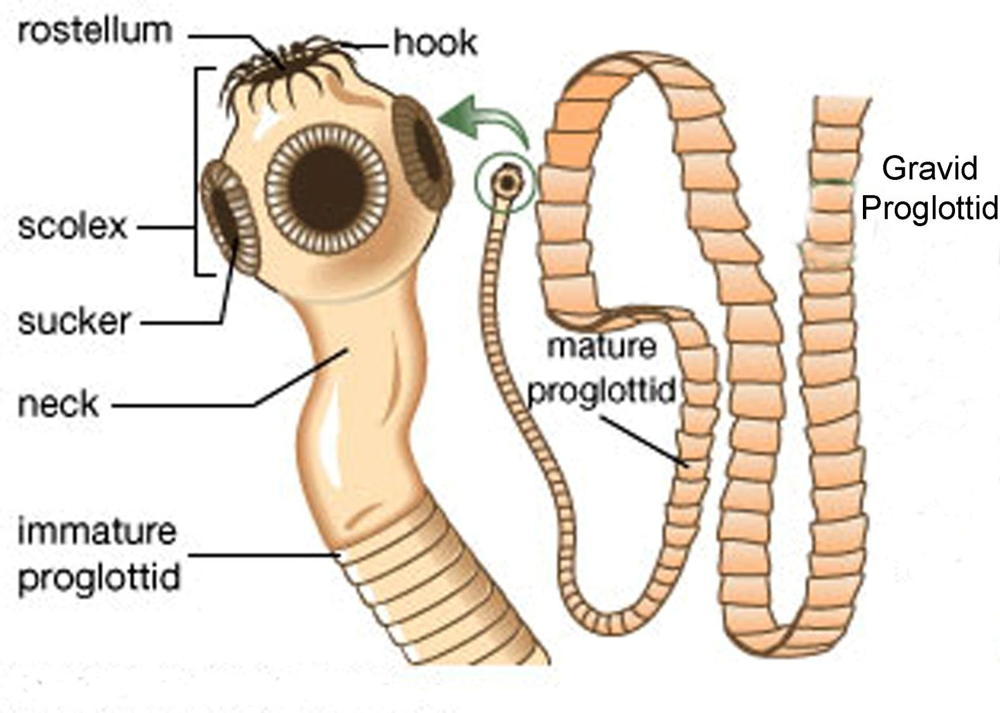 rostellum
hook
scolex
sucker
neck
immature
proglottid
mature
proglottid
Gravid
Proglottid